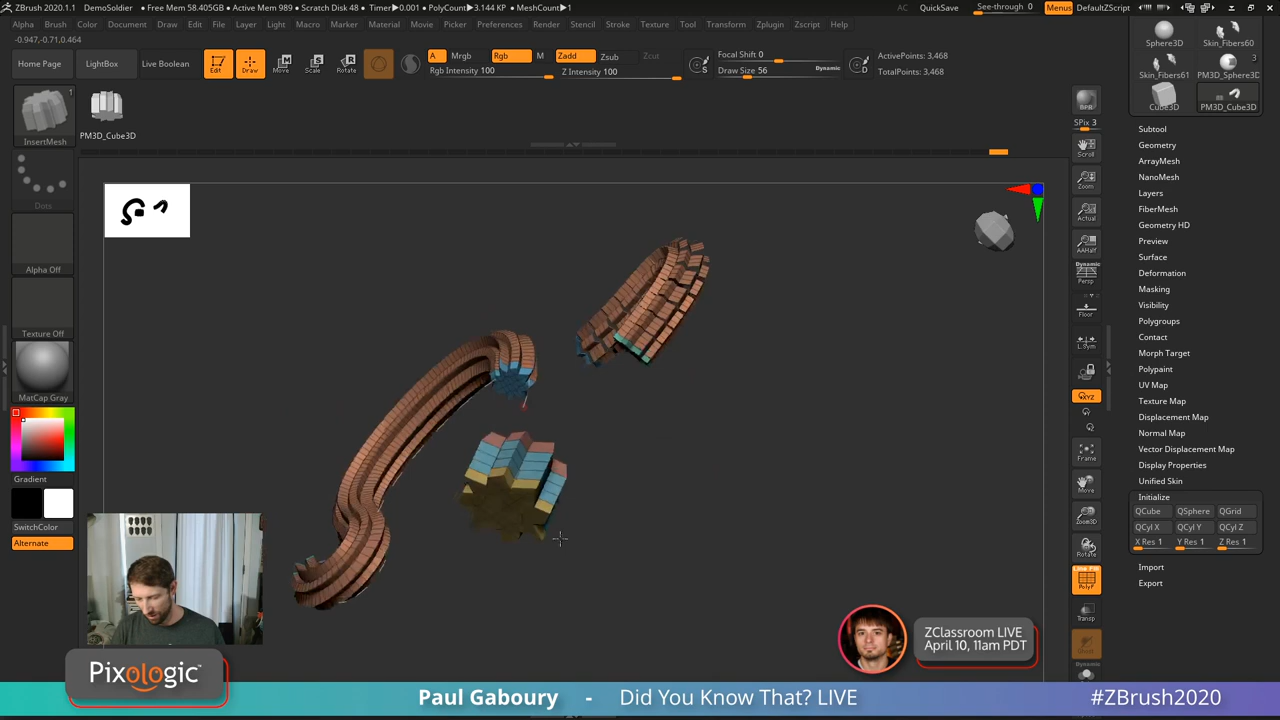 ZBrush 2020.1.1 DemoSoldier • Free Mem 58.405GB • Active Mem 989 • Scratch Disk 48 • Timer▸0.001 • PolyCount▸3.144 KP • MeshCount▸1 AC QuickSave See-through 0 Menus DefaultZScript
Alpha Brush Color Document Draw Edit File Layer Light Macro Marker Material Movie Picker Preferences Render Stencil Stroke Texture Tool Transform Zplugin Zscript Help
-0.947,-0.71,0.464
Home Page LightBox Live Boolean Edit Draw Move Scale Rotate
A Mrgb Rgb M Zadd Zsub Zcut
Rgb Intensity 100 Z Intensity 100
Focal Shift 0
Draw Size 56 Dynamic
S
D
ActivePoints: 3,468
TotalPoints: 3,468
1
InsertMesh
PM3D_Cube3D
Dots
Alpha Off
Texture Off
MatCap Gray
Gradient
SwitchColor
Alternate
BPR
SPix 3
Scroll
Zoom
Actual
AAHalf
Dynamic
Persp
Floor
L.Sym
XYZ
Frame
Move
Zoom3D
Rotate
Line Fill
PolyF
Transp
Ghost
Dynamic
Sphere3D Skin_Fibers60
3
Skin_Fibers61 PM3D_Sphere3D
Cube3D PM3D_Cube3D
Subtool
Geometry
ArrayMesh
NanoMesh
Layers
FiberMesh
Geometry HD
Preview
Surface
Deformation
Masking
Visibility
Polygroups
Contact
Morph Target
Polypaint
UV Map
Texture Map
Displacement Map
Normal Map
Vector Displacement Map
Display Properties
Unified Skin
Initialize
QCube QSphere QGrid
QCyl X QCyl Y QCyl Z
X Res 1 Y Res 1 Z Res 1
Import
Export
ZClassroom LIVE
April 10, 11am PDT
Pixologic™
Paul Gaboury - Did You Know That? LIVE #ZBrush2020